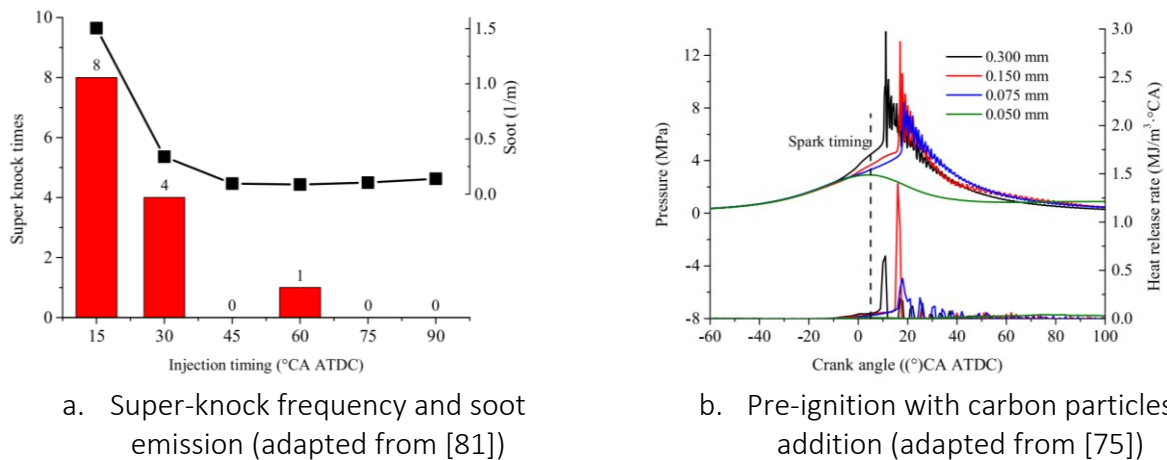 10
8
6
4
2
0
Super knock times
8
4
0
1
0
0
1.5
1.0
0.5
0.0
Soot (1/m)
15 30 45 60 75 90
Injection timing (°CA ATDC)
a. Super-knock frequency and soot
emission (adapted from [81])
12
8
4
0
-4
-8
Pressure (MPa)
Spark timing
0.300 mm
0.150 mm
0.075 mm
0.050 mm
3.0
2.5
2.0
1.5
1.0
0.5
0.0
Heat release rate (MJ/m³·°CA)
-60 -40 -20 0 20 40 60 80 100
Crank angle ((°)CA ATDC)
b. Pre-ignition with carbon particles
addition (adapted from [75])